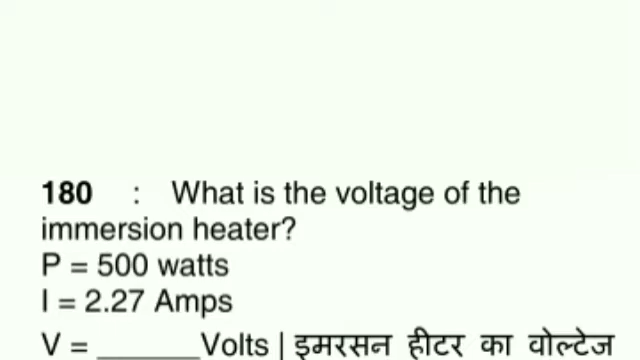 180 : What is the voltage of the
immersion heater?
P = 500 watts
I = 2.27 Amps
V = ______Volts | इमरसन हीटर का वोल्टेज